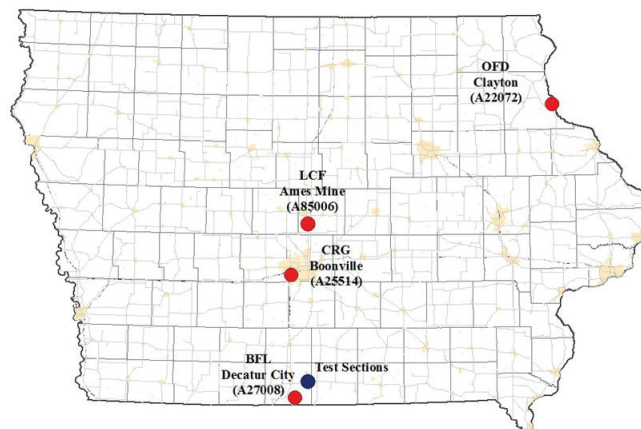 OFD
Clayton
(A22072)
LCF
Ames Mine
(A85006)
CRG
Boonville
(A25514)
BFL
Decatur City
(A27008)
Test Sections